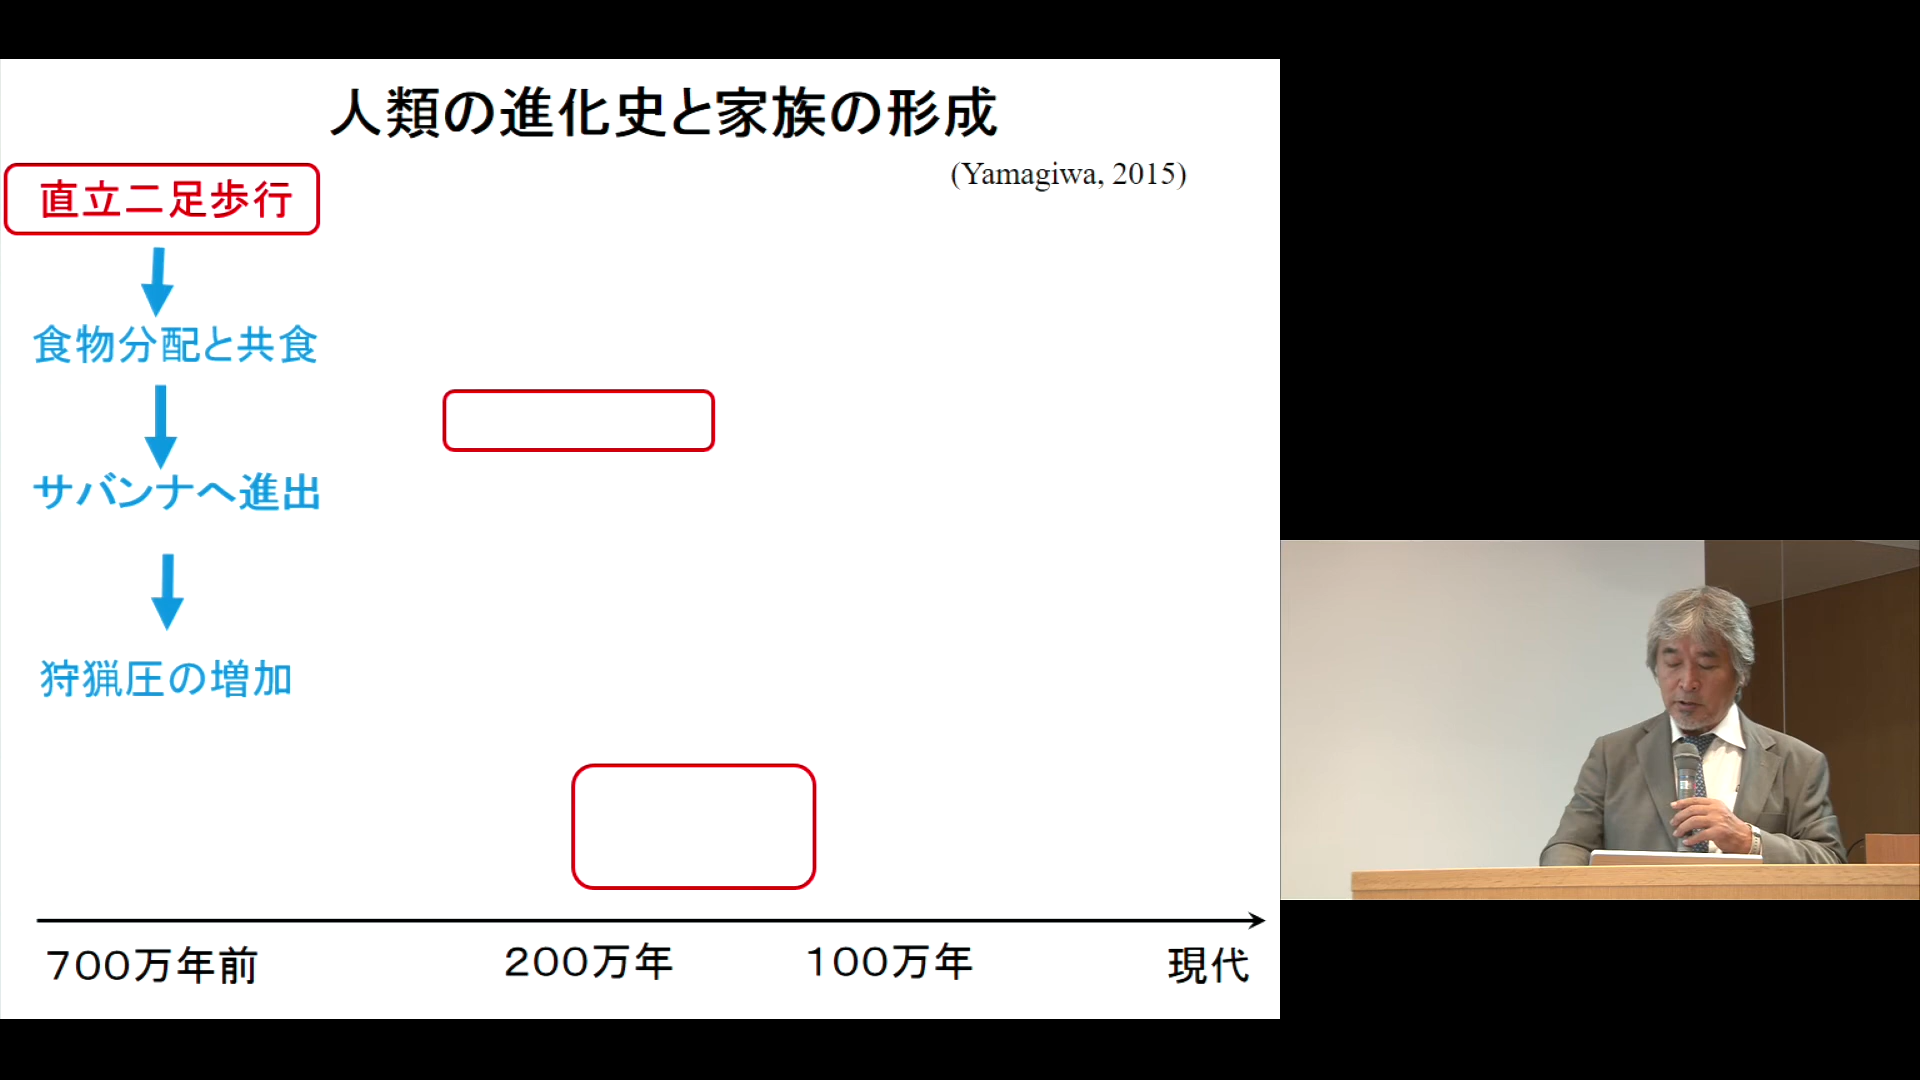 人類の進化史と家族の形成
(Yamagiwa, 2015)
直立二足歩行
食物分配と共食
サバンナへ進出
狩猟圧の増加
700万年前
200万年
100万年
現代